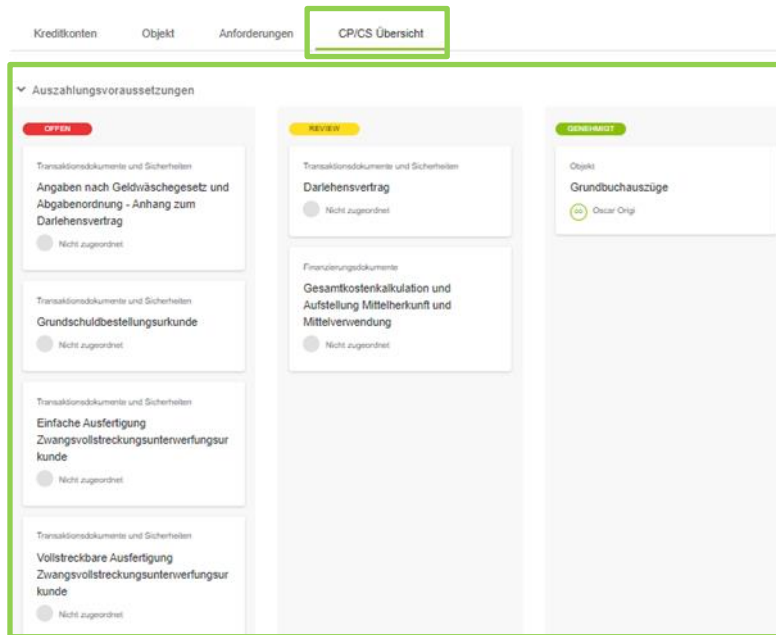 Kreditkonten Objekt Anforderungen CP/CS Übersicht
Auszahlungsvoraussetzungen
OFFEN
Transaktionsdokumente und Sicherheiten
Angaben nach Geldwäschegesetz und
Abgabenordnung - Anhang zum
Darlehensvertrag
Nicht zugeordnet
Transaktionsdokumente und Sicherheiten
Grundschuldbestellungsurkunde
Nicht zugeordnet
Transaktionsdokumente und Sicherheiten
Einfache Ausfertigung
Zwangsvollstreckungsunterwerfungsur
kunde
Nicht zugeordnet
Transaktionsdokumente und Sicherheiten
Vollstreckbare Ausfertigung
Zwangsvollstreckungsunterwerfungsur
kunde
Nicht zugeordnet
REVIEW
Transaktionsdokumente und Sicherheiten
Darlehensvertrag
Nicht zugeordnet
Finanzierungsdokumente
Gesamtkostenkalkulation und
Aufstellung Mittelherkunft und
Mittelverwendung
Nicht zugeordnet
GENEHMIGT
Objekt
Grundbuchauszüge
Oscar Origi